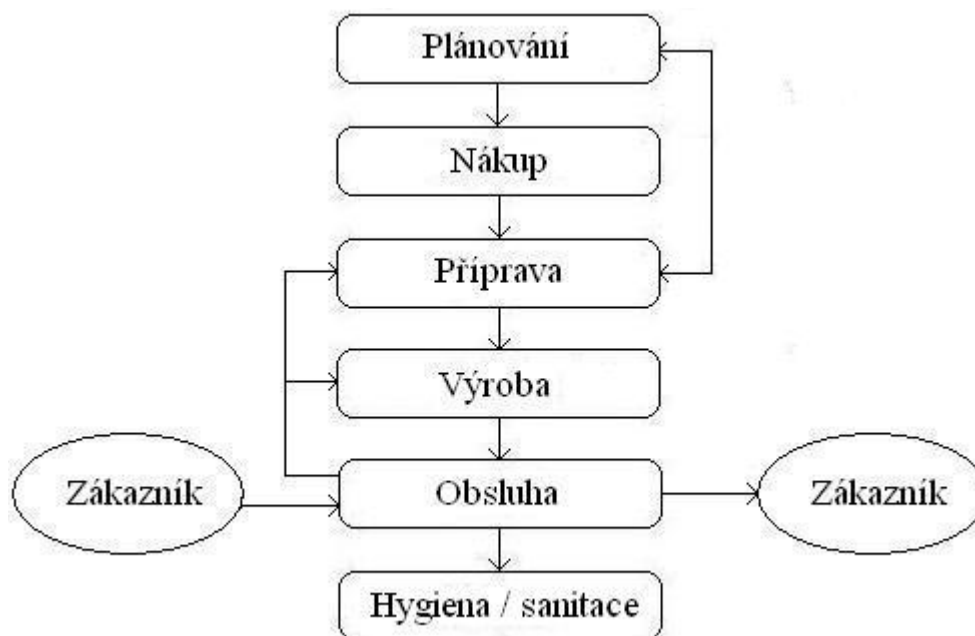 Plánování
Nákup
Příprava
Výroba
Zákazník
Obsluha
Zákazník
Hygiena / sanitace